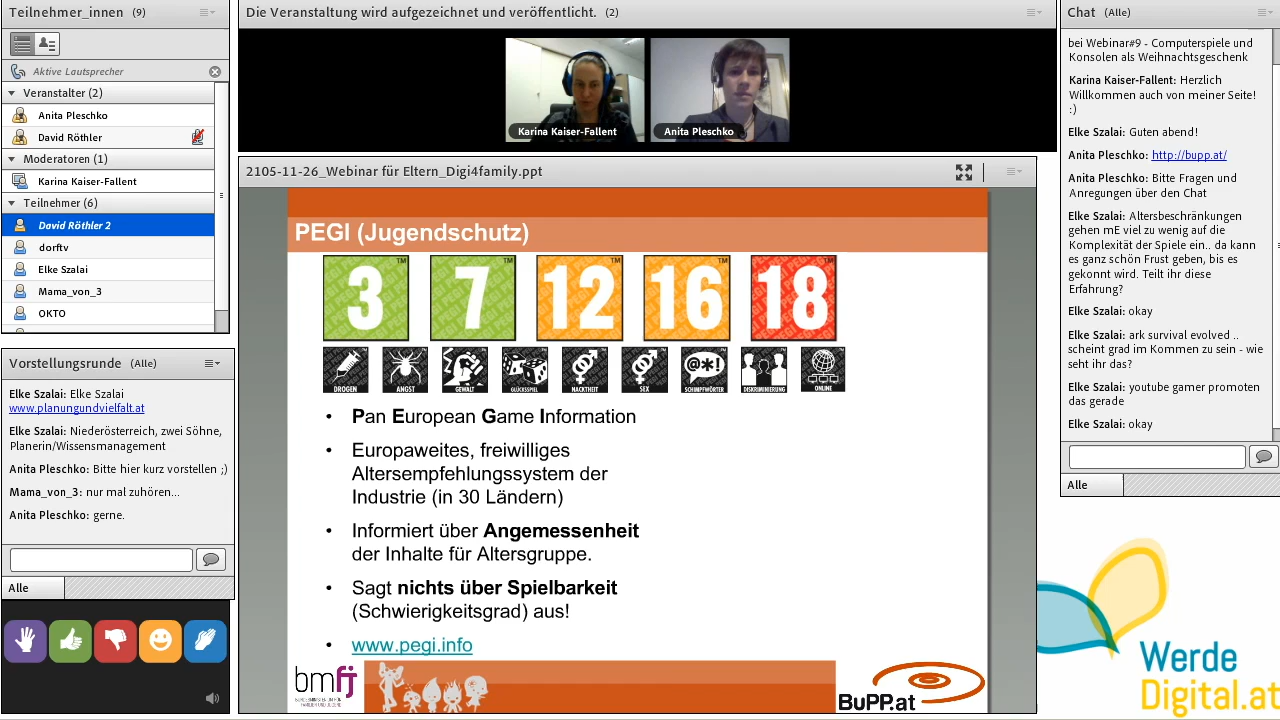 Teilnehmer_innen (9)
Aktive Lautsprecher
Veranstalter (2)
Anita Pleschko
David Röthler
Moderatoren (1)
Karina Kaiser-Fallent
Teilnehmer (6)
David Röthler 2
dorftv
Elke Szalai
Mama_von_3
OKTO
Vorstellungsrunde (Alle)
Elke Szalai: Elke Szalai
www.planungundvielfalt.at
Elke Szalai: Niederösterreich, zwei Söhne,
Planerin/Wissensmanagement
Anita Pleschko: Bitte hier kurz vorstellen ;)
Mama_von_3: nur mal zuhören...
Anita Pleschko: gerne.
Alle
Die Veranstaltung wird aufgezeichnet und veröffentlicht. (2)
Karina Kaiser-Fallent
Anita Pleschko
2105-11-26_Webinar für Eltern_Digi4family.ppt
PEGI (Jugendschutz)
3 7 12 16 18
DROGEN ANGST GEWALT GLÜCKSSPIEL NACKTHEIT SEX SCHIMPFWÖRTER DISKRIMINIERUNG ONLINE
• Pan European Game Information
• Europaweites, freiwilliges
Altersempfehlungssystem der
Industrie (in 30 Ländern)
• Informiert über Angemessenheit
der Inhalte für Altersgruppe.
• Sagt nichts über Spielbarkeit
(Schwierigkeitsgrad) aus!
• www.pegi.info
bmfj
BuPP.at
Chat (Alle)
bei Webinar#9 - Computerspiele und
Konsolen als Weihnachtsgeschenk
Karina Kaiser-Fallent: Herzlich
Willkommen auch von meiner Seite!
:)
Elke Szalai: Guten abend!
Anita Pleschko: http://bupp.at/
Anita Pleschko: Bitte Fragen und
Anregungen über den Chat
Elke Szalai: Altersbeschränkungen
gehen mE viel zu wenig auf die
Komplexität der Spiele ein.. da kann
es ganz schön Frust geben, bis es
gekonnt wird. Teilt ihr diese
Erfahrung?
Elke Szalai: okay
Elke Szalai: ark survival evolved
scheint grad im Kommen zu sein - wie
seht ihr das?
Elke Szalai: youtube gamer promoten
das gerade
Elke Szalai: okay
Alle
Werde
Digital.at